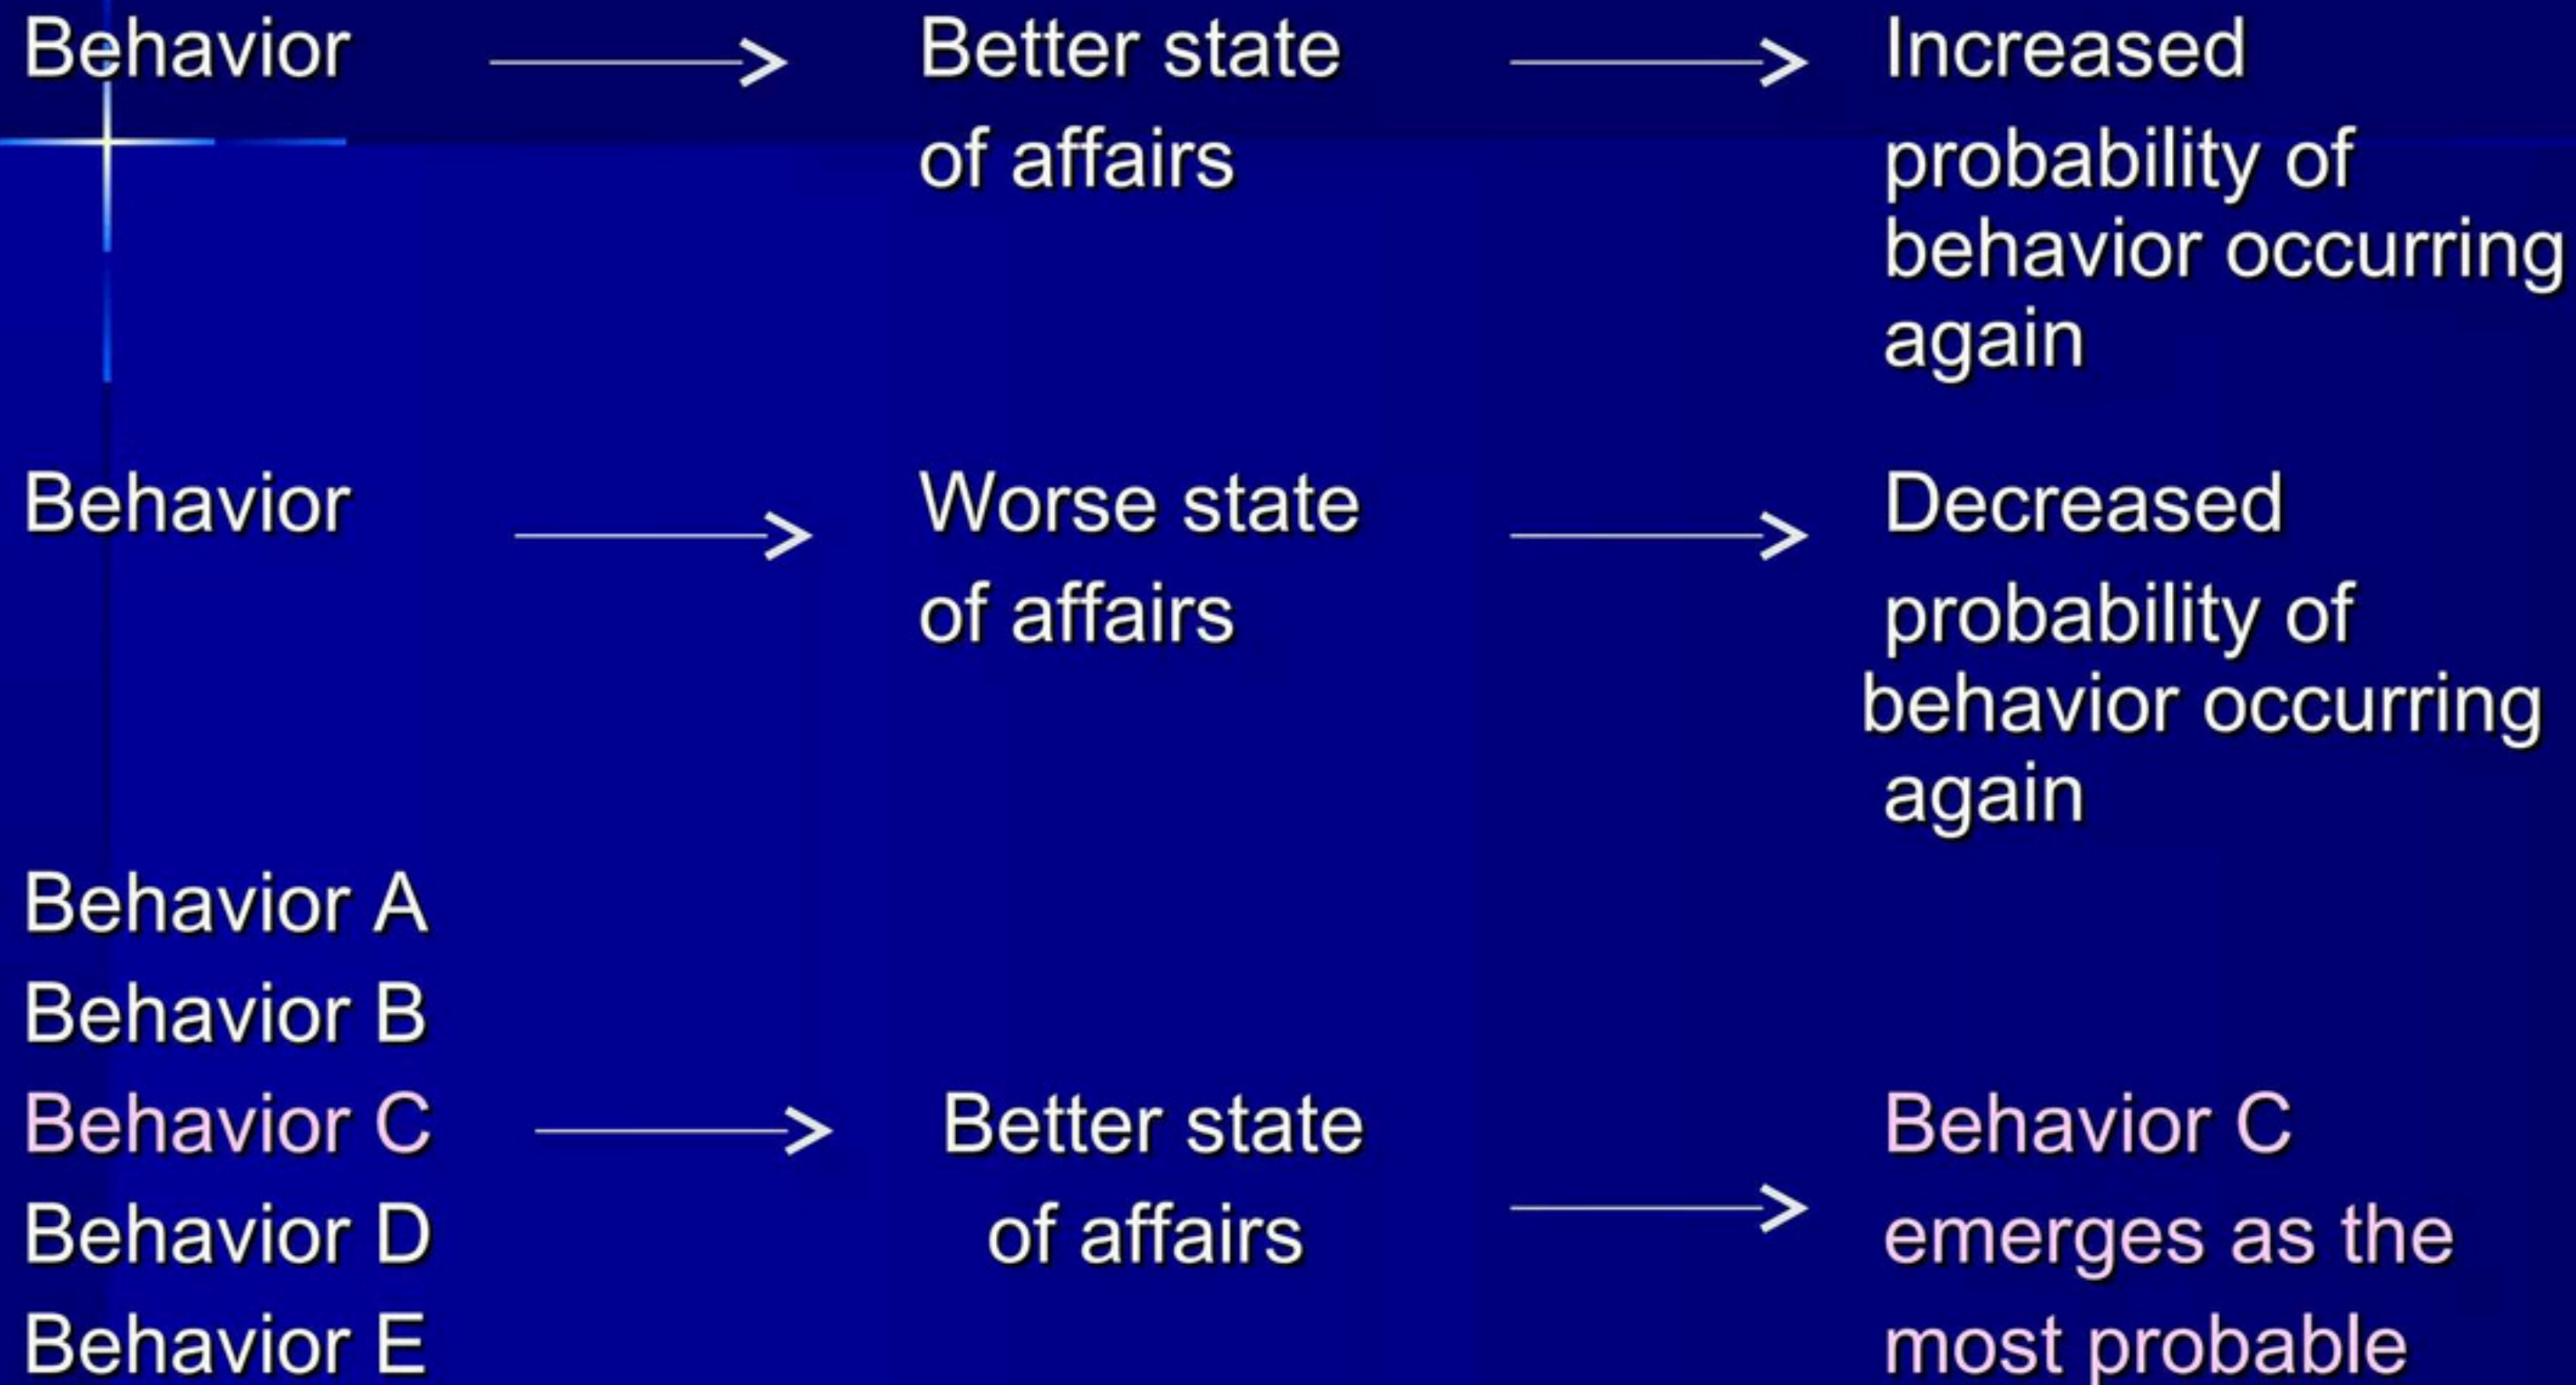 Behavior
Better state
of affairs
Increased
probability of
behavior occurring
again
Behavior
Worse state
of affairs
Decreased
probability of
behavior occurring
again
Behavior A
Behavior B
Behavior C
Behavior D
Behavior E
Better state
of affairs
Behavior C
emerges as the
most probable